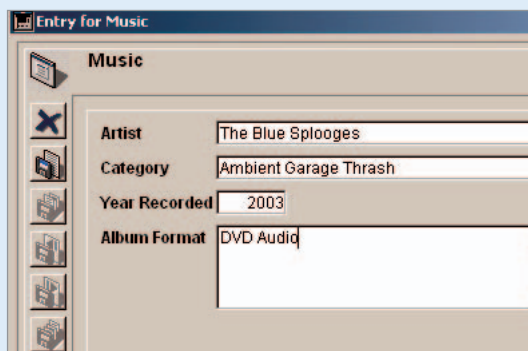 Entry for Music
Music
Artist The Blue Splooges
Category Ambient Garage Thrash
Year Recorded 2003
Album Format DVD Audio